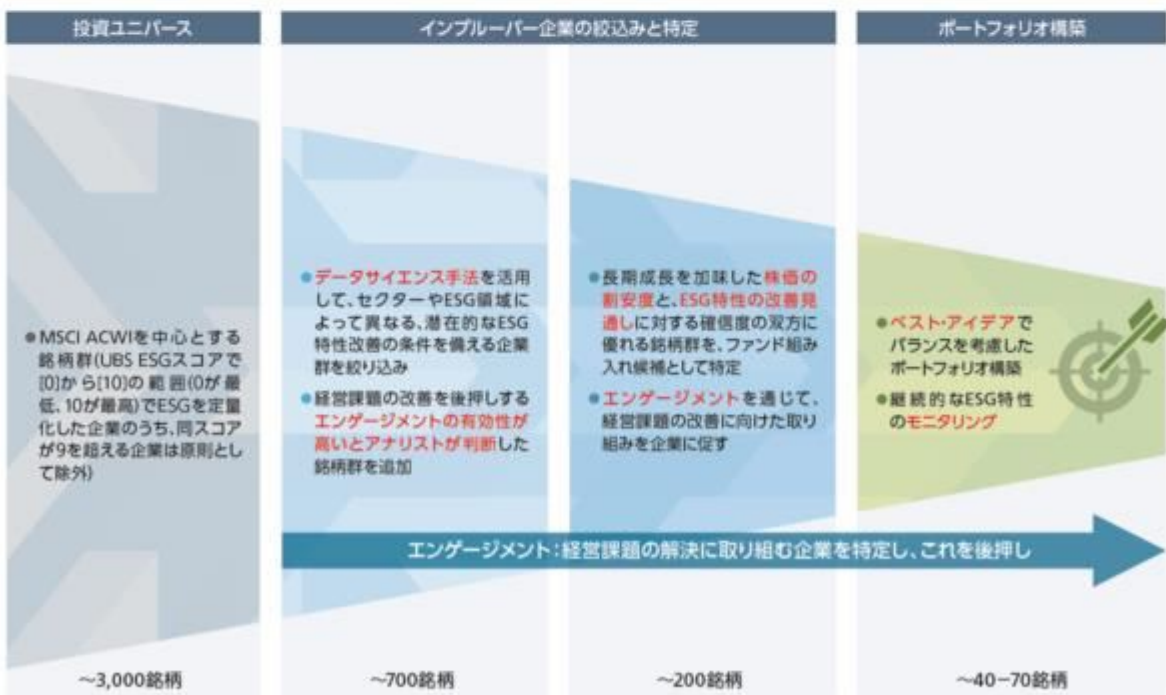 投資ユニバース
インプルーバー企業の絞込みと特定
ポートフォリオ構築
●MSCI ACWIを中心とする
銘柄群(UBS ESGスコアで
[0]から[10]の範囲(0が最
低、10が最高)でESGを定量
化した企業のうち、同スコア
が9を超える企業は原則とし
て除外)
●データサイエンス手法を活用
して、セクターやESG領域に
よって異なる、潜在的なESG
特性改善の条件を備える企業
群を絞り込み
●経営課題の改善を後押しする
エンゲージメントの有効性が
高いとアナリストが判断した
銘柄群を追加
●長期成長を加味した株価の
割安度と、ESG特性の改善見
通しに対する確信度の双方に
優れる銘柄群を、ファンド組み
入れ候補として特定
●エンゲージメントを通じて、
経営課題の改善に向けた取り
組みを企業に促す
●ベスト・アイデアで
バランスを考慮した
ポートフォリオ構築
●継続的なESG特性
のモニタリング
エンゲージメント:経営課題の解決に取り組む企業を特定し、これを後押し
～3,000銘柄
～700銘柄
～200銘柄
～40−70銘柄